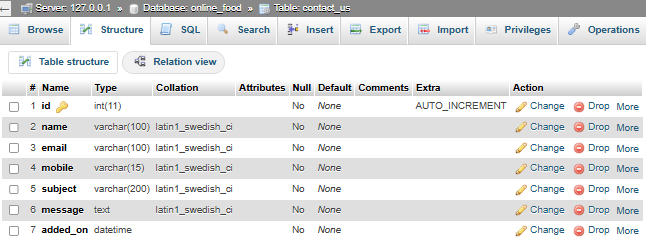 Server: 127.0.0.1 » Database: online_food » Table: contact_us
Browse Structure SQL Search Insert Export Import Privileges Operations
Table structure Relation view
# Name Type Collation Attributes Null Default Comments Extra Action
1 id int(11) No None AUTO_INCREMENT Change Drop More
2 name varchar(100) latin1_swedish_ci No None Change Drop More
3 email varchar(100) latin1_swedish_ci No None Change Drop More
4 mobile varchar(15) latin1_swedish_ci No None Change Drop More
5 subject varchar(200) latin1_swedish_ci No None Change Drop More
6 message text latin1_swedish_ci No None Change Drop More
7 added_on datetime No None Change Drop More